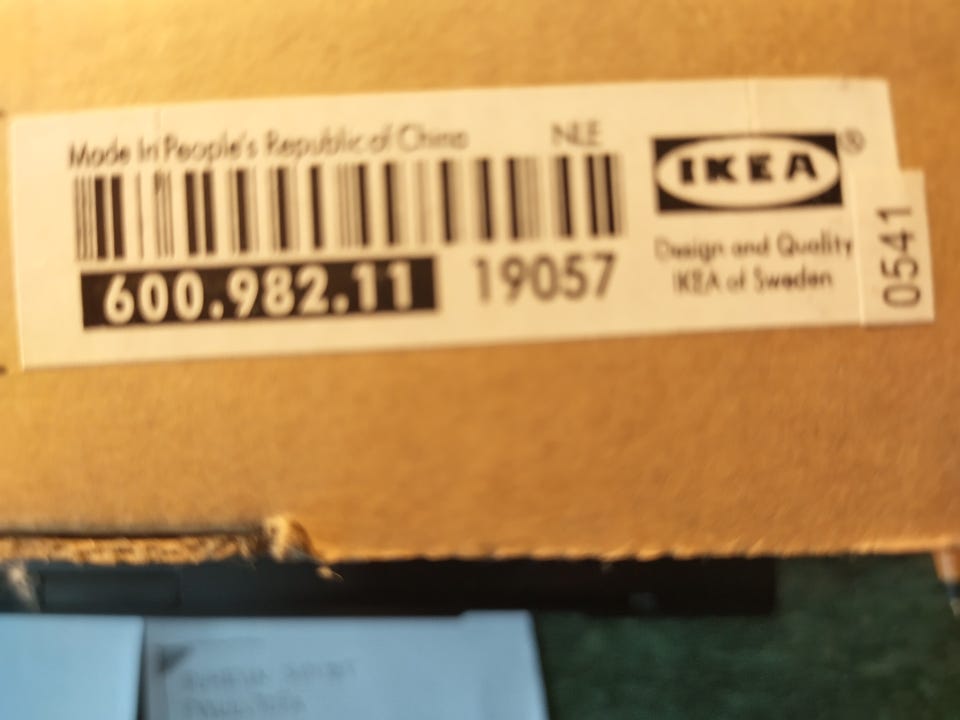 Made in People's Republic of China
NLE
600.982.11
19057
IKEA®
Design and Quality
IKEA of Sweden
0541